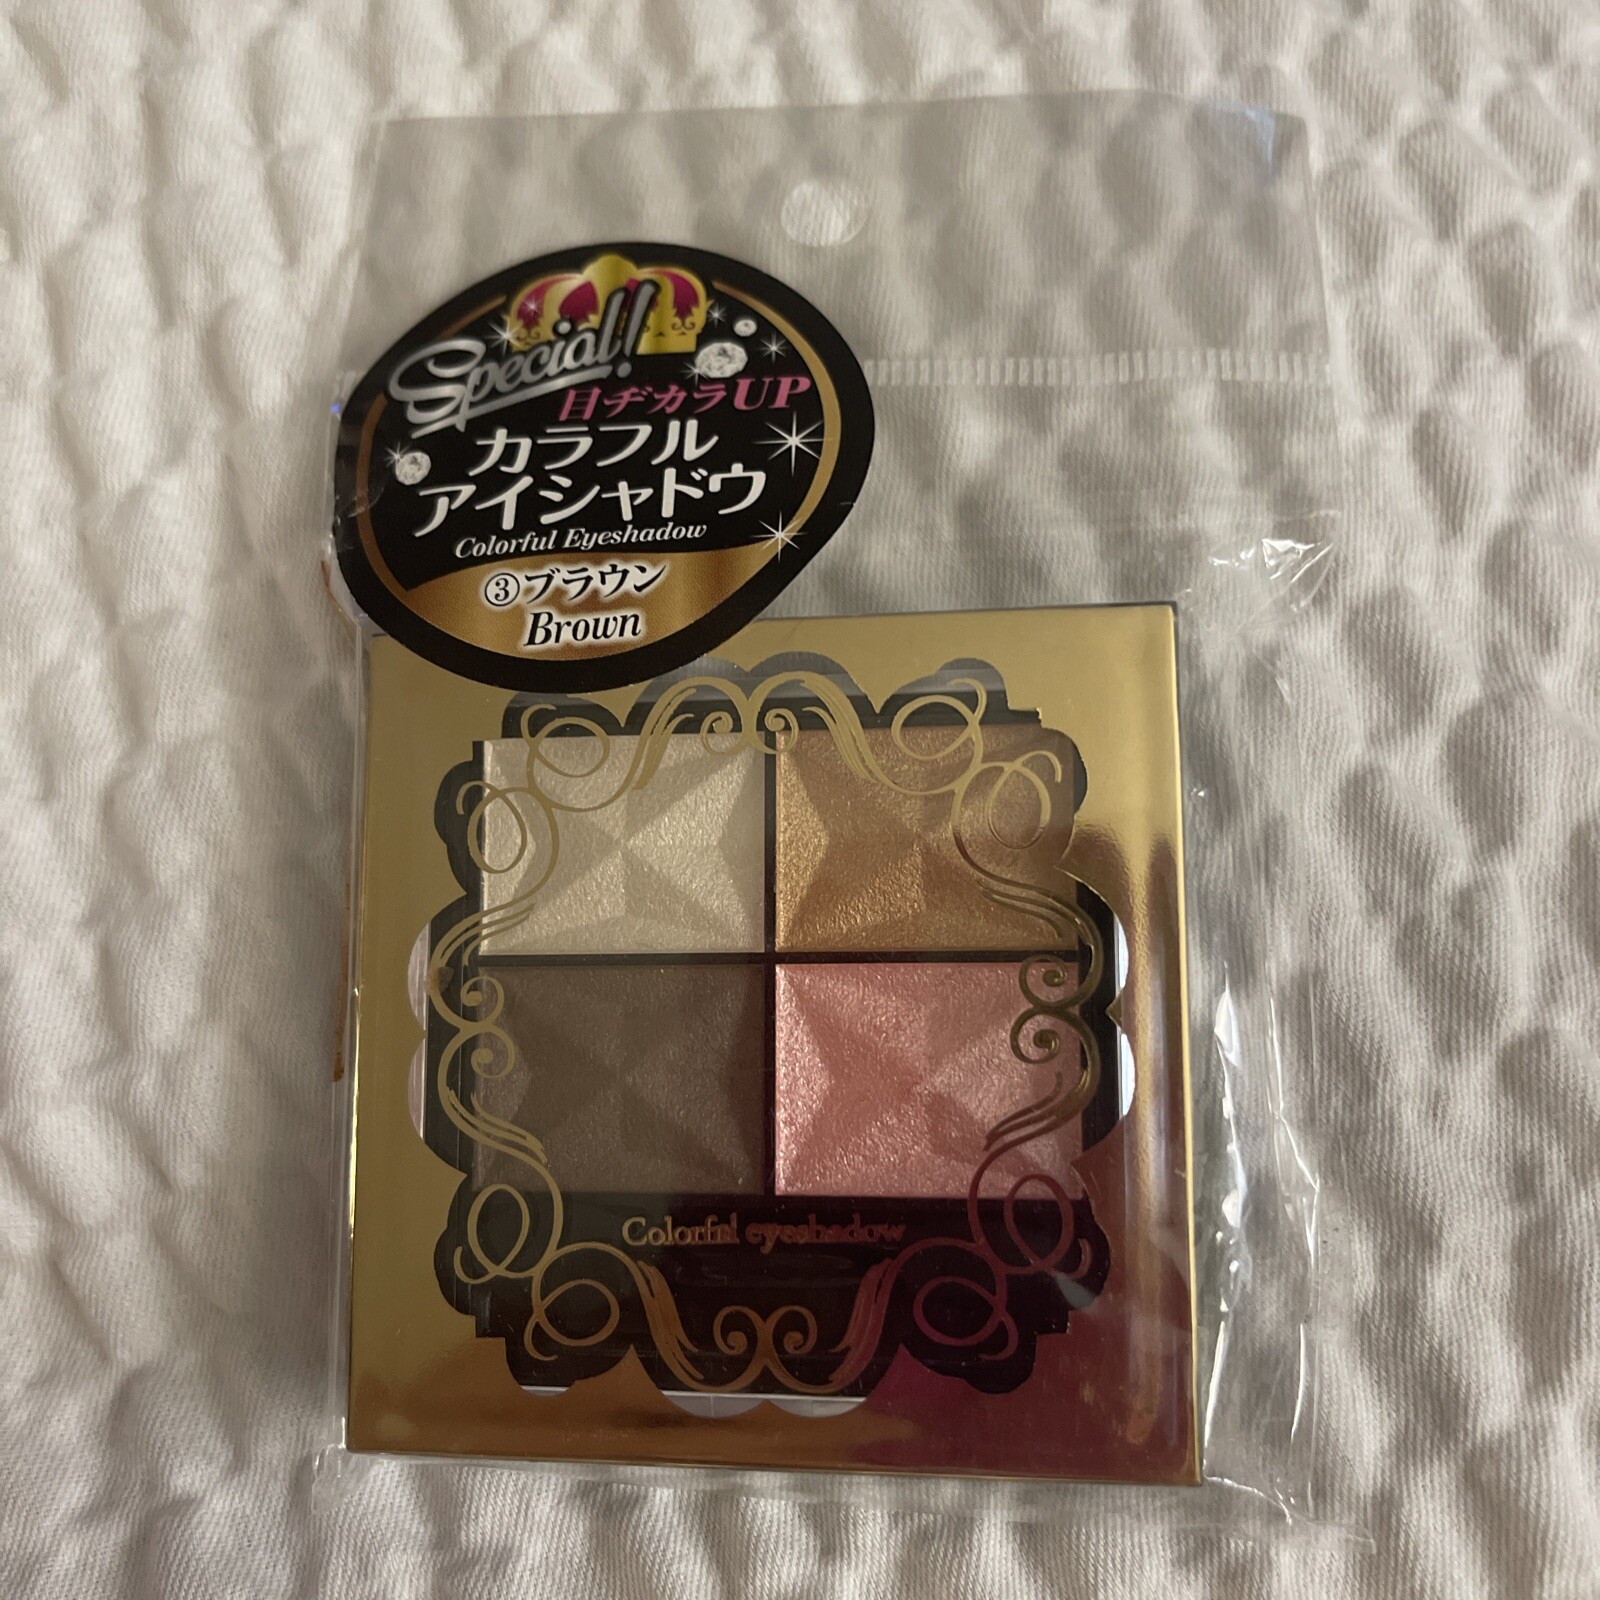 Special!
目ヂカラUP
カラフル
アイシャドウ
Colorful Eyeshadow
③ブラウン
Brown
Colorful eyeshadow